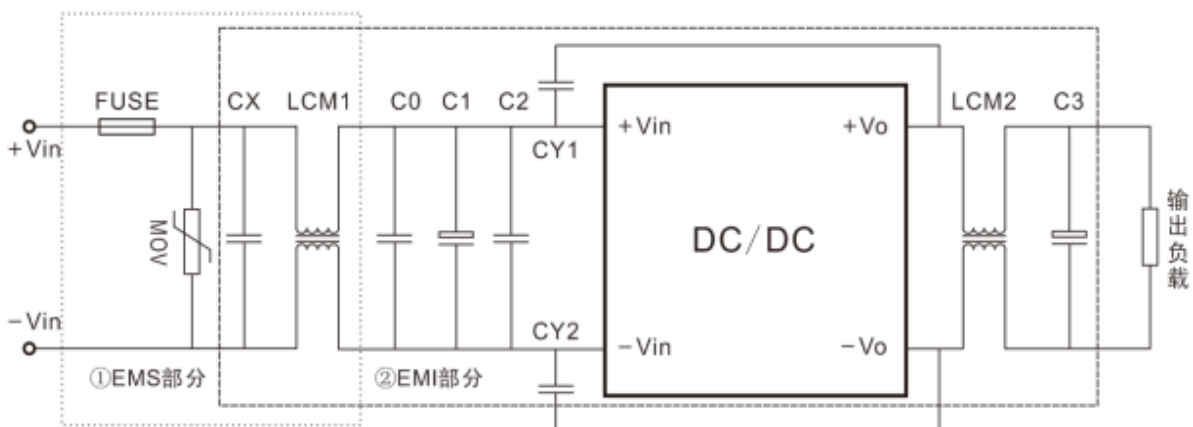 FUSE
CX
LCM1
C0
C1
C2
LCM2
C3
+Vin
CY1
+Vin
+Vo
MOV
DC/DC
输出负载
-Vin
CY2
-Vin
-Vo
①EMS部分
②EMI部分